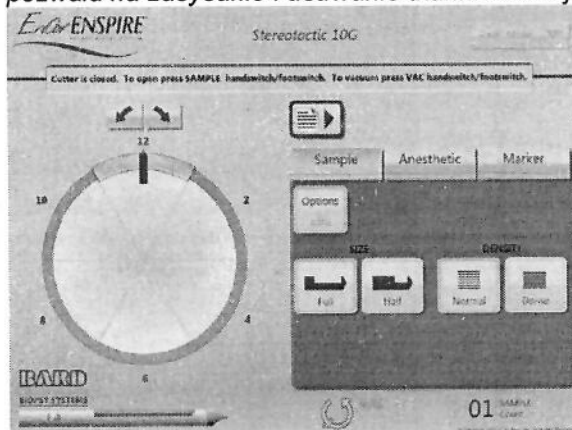 EnCor ENSPIRE
Stereotactic 10G
Cutter is closed. To open press SAMPLE handswitch/footswitch. To vacuum press VAC handswitch/footswitch.
12
10
2
8
4
6
Sample
Anesthetic
Marker
Options
SIZE
DENSITY
Full
Half
Normal
Dense
BARD
BIOPSY SYSTEMS
01 SAMPLE
COUNT